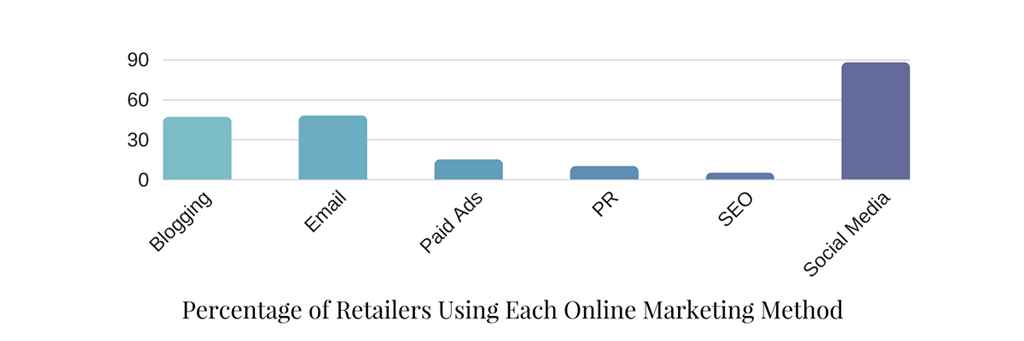 90
60
30
0
Blogging
Email
Paid Ads
PR
SEO
Social Media
Percentage of Retailers Using Each Online Marketing Method